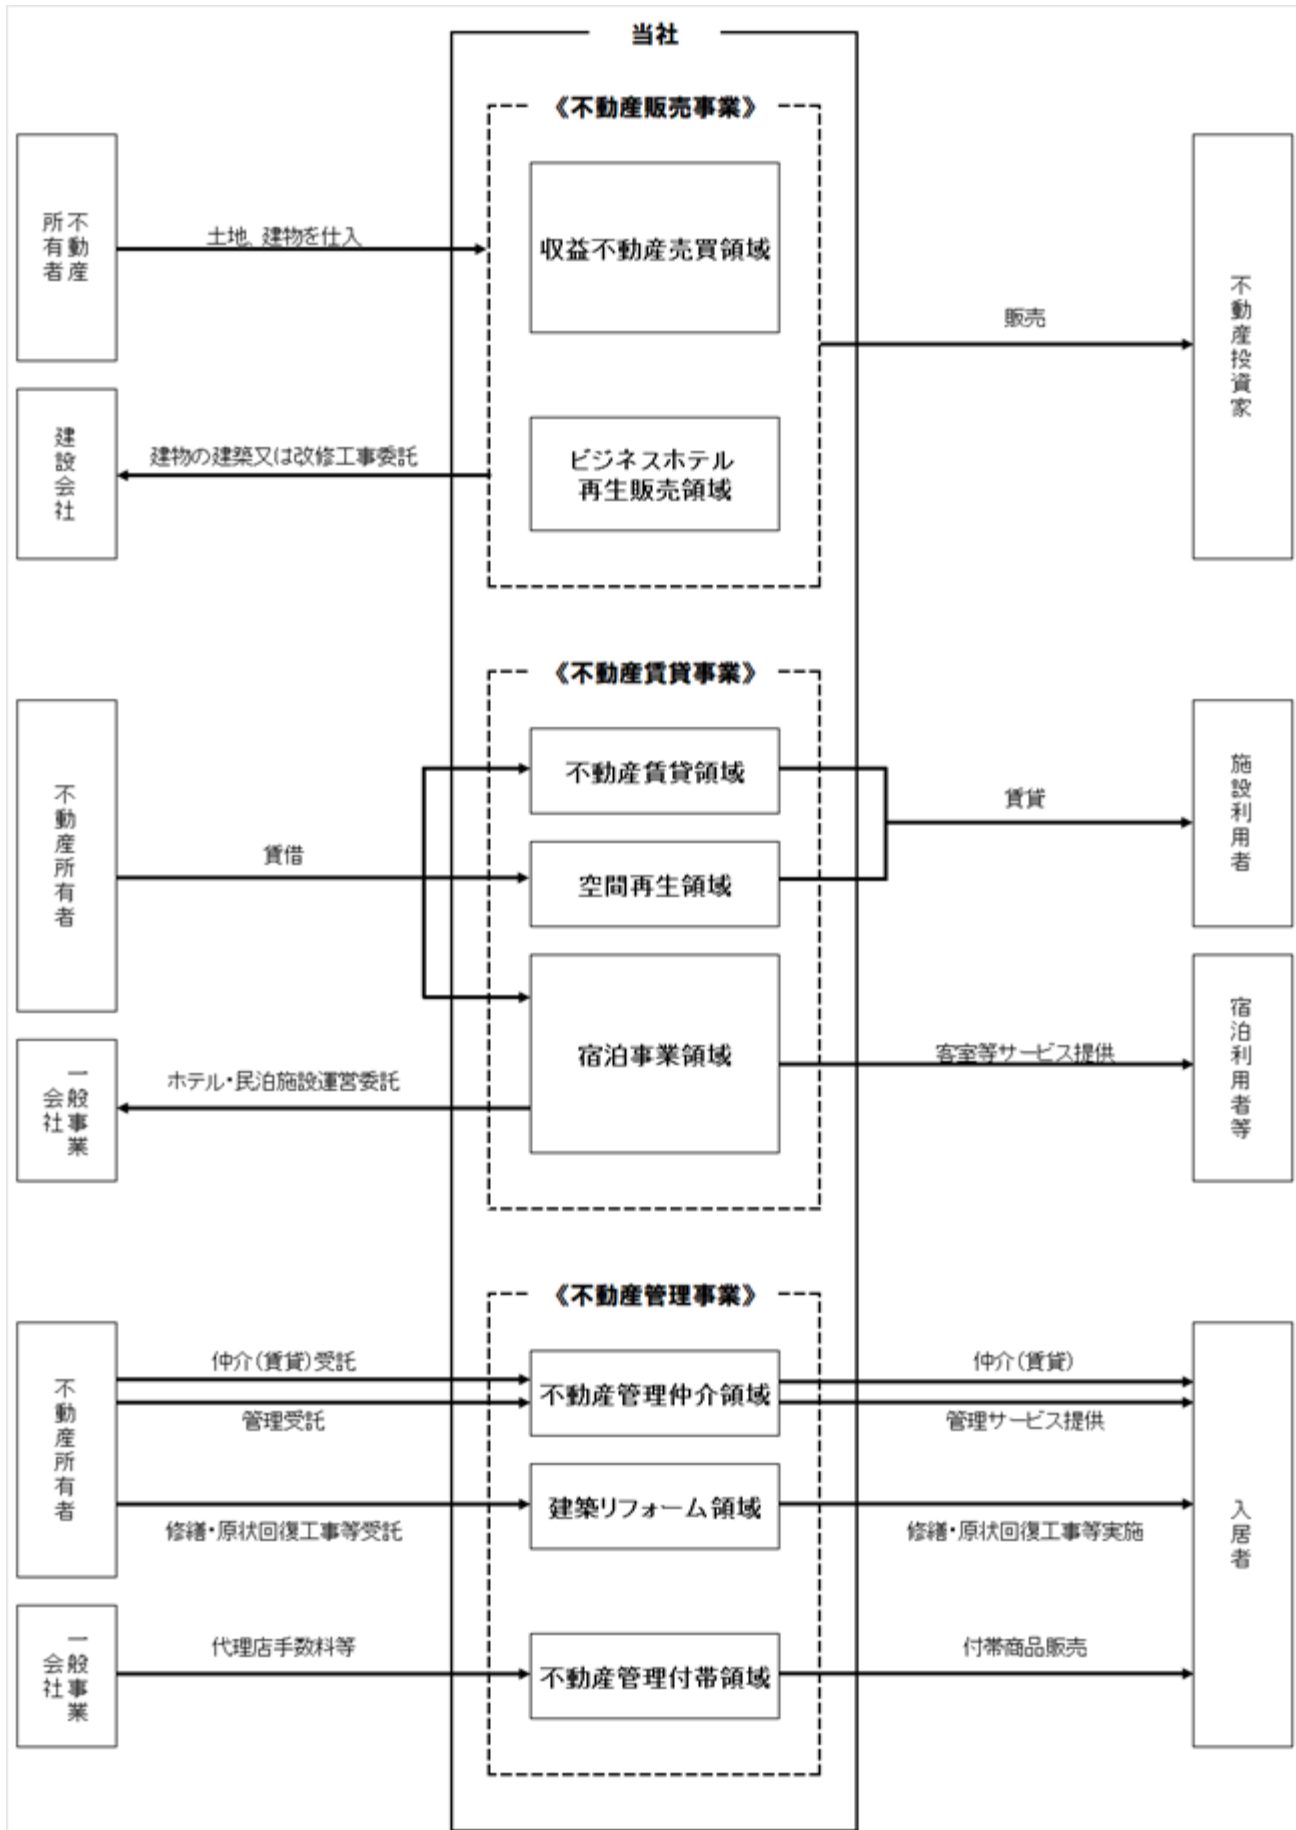 当社
《不動産販売事業》
不動産
所有者
土地、建物を仕入
収益不動産売買領域
販売
不動産投資家
建設会社
建物の建築又は改修工事委託
ビジネスホテル
再生販売領域
《不動産賃貸事業》
不動産所有者
賃借
不動産賃貸領域
空間再生領域
賃貸
施設利用者
宿泊事業領域
客室等サービス提供
宿泊利用者等
一般事業
会社
ホテル・民泊施設運営委託
《不動産管理事業》
不動産所有者
仲介(賃貸)受託
管理受託
不動産管理仲介領域
仲介(賃貸)
管理サービス提供
修繕・原状回復工事等受託
建築リフォーム領域
修繕・原状回復工事等実施
入居者
一般事業
会社
代理店手数料等
不動産管理付帯領域
付帯商品販売